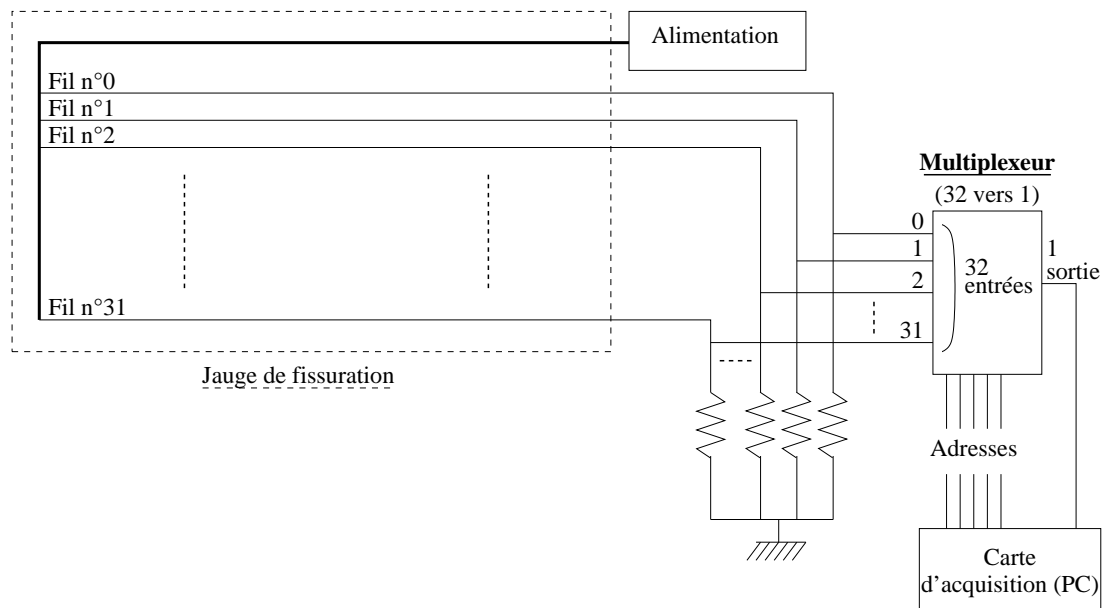 Alimentation
Fil n°0
Fil n°1
Fil n°2
Multiplexeur
(32 vers 1)
0
1
2
31
32
entrées
1
sortie
Fil n°31
Jauge de fissuration
Adresses
Carte
d'acquisition (PC)